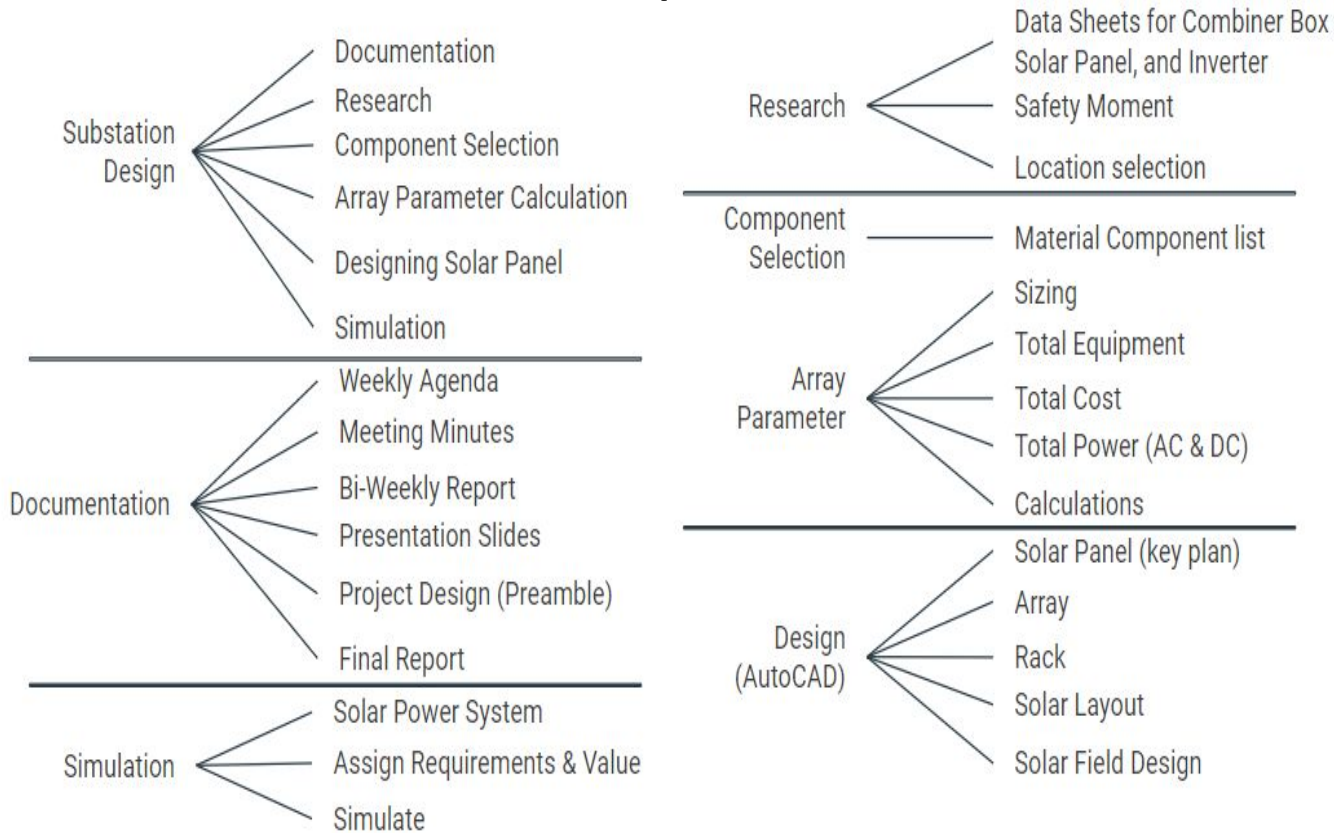 Substation
Design
Documentation
Research
Component Selection
Array Parameter Calculation
Designing Solar Panel
Simulation
Documentation
Weekly Agenda
Meeting Minutes
Bi-Weekly Report
Presentation Slides
Project Design (Preamble)
Final Report
Simulation
Solar Power System
Assign Requirements & Value
Simulate
Research
Data Sheets for Combiner Box
Solar Panel, and Inverter
Safety Moment
Location selection
Component
Selection
Material Component list
Array
Parameter
Sizing
Total Equipment
Total Cost
Total Power (AC & DC)
Calculations
Design
(AutoCAD)
Solar Panel (key plan)
Array
Rack
Solar Layout
Solar Field Design